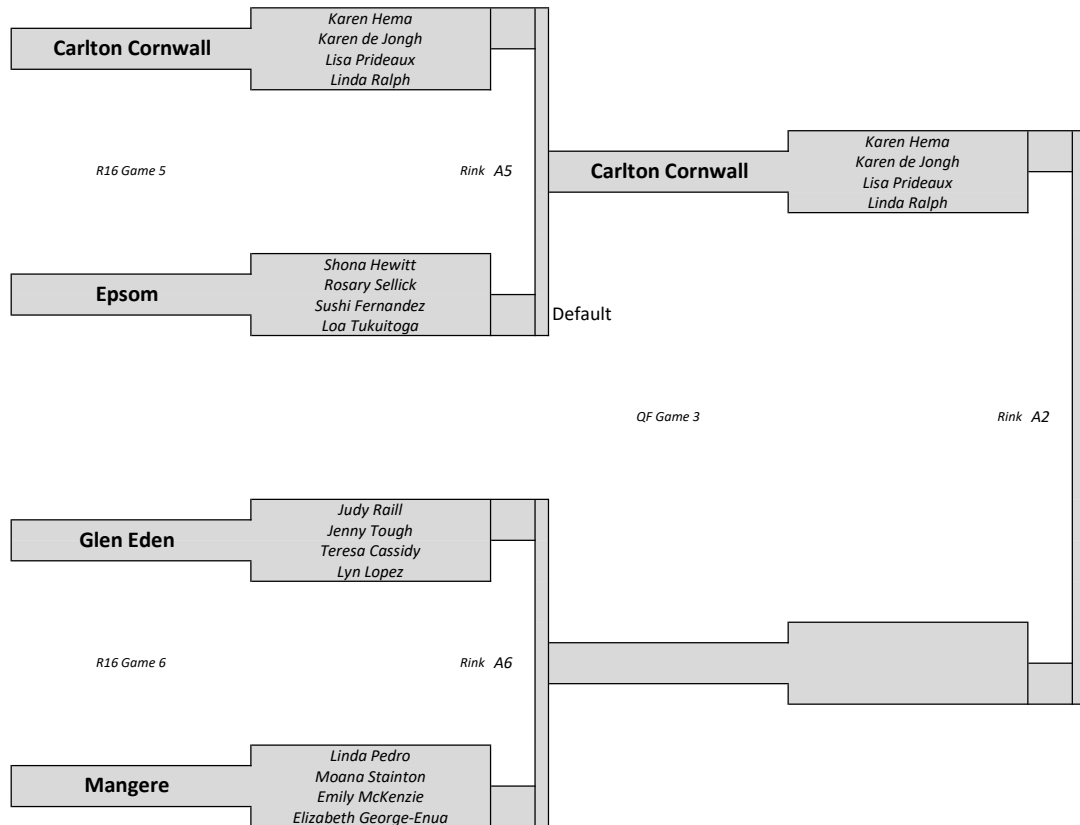 Karen Hema
Karen de Jongh
Carlton Cornwall
Lisa Prideaux
Linda Ralph
Karen Hema
Karen de Jongh
R16 Game 5 Rink A5
Carlton Cornwall
Lisa Prideaux
Linda Ralph
Shona Hewitt
Rosary Sellick
Epsom
Sushi Fernandez
Loa Tukuitoga
Default
QF Game 3 Rink A2
Judy Raill
Jenny Tough
Glen Eden
Teresa Cassidy
Lyn Lopez
R16 Game 6 Rink A6
Linda Pedro
Moana Stainton
Mangere
Emily McKenzie
Elizabeth George-Enua